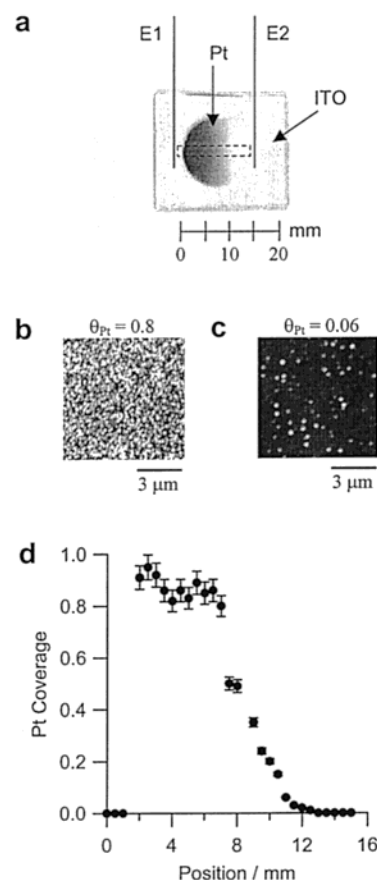 a
E1 E2
Pt
ITO
mm
0 10 20
b c
θPt = 0.8 θPt = 0.06
3 μm 3 μm
d
1.0
0.8
0.6
0.4
0.2
0.0
Pt Coverage
0 4 8 12 16
Position / mm